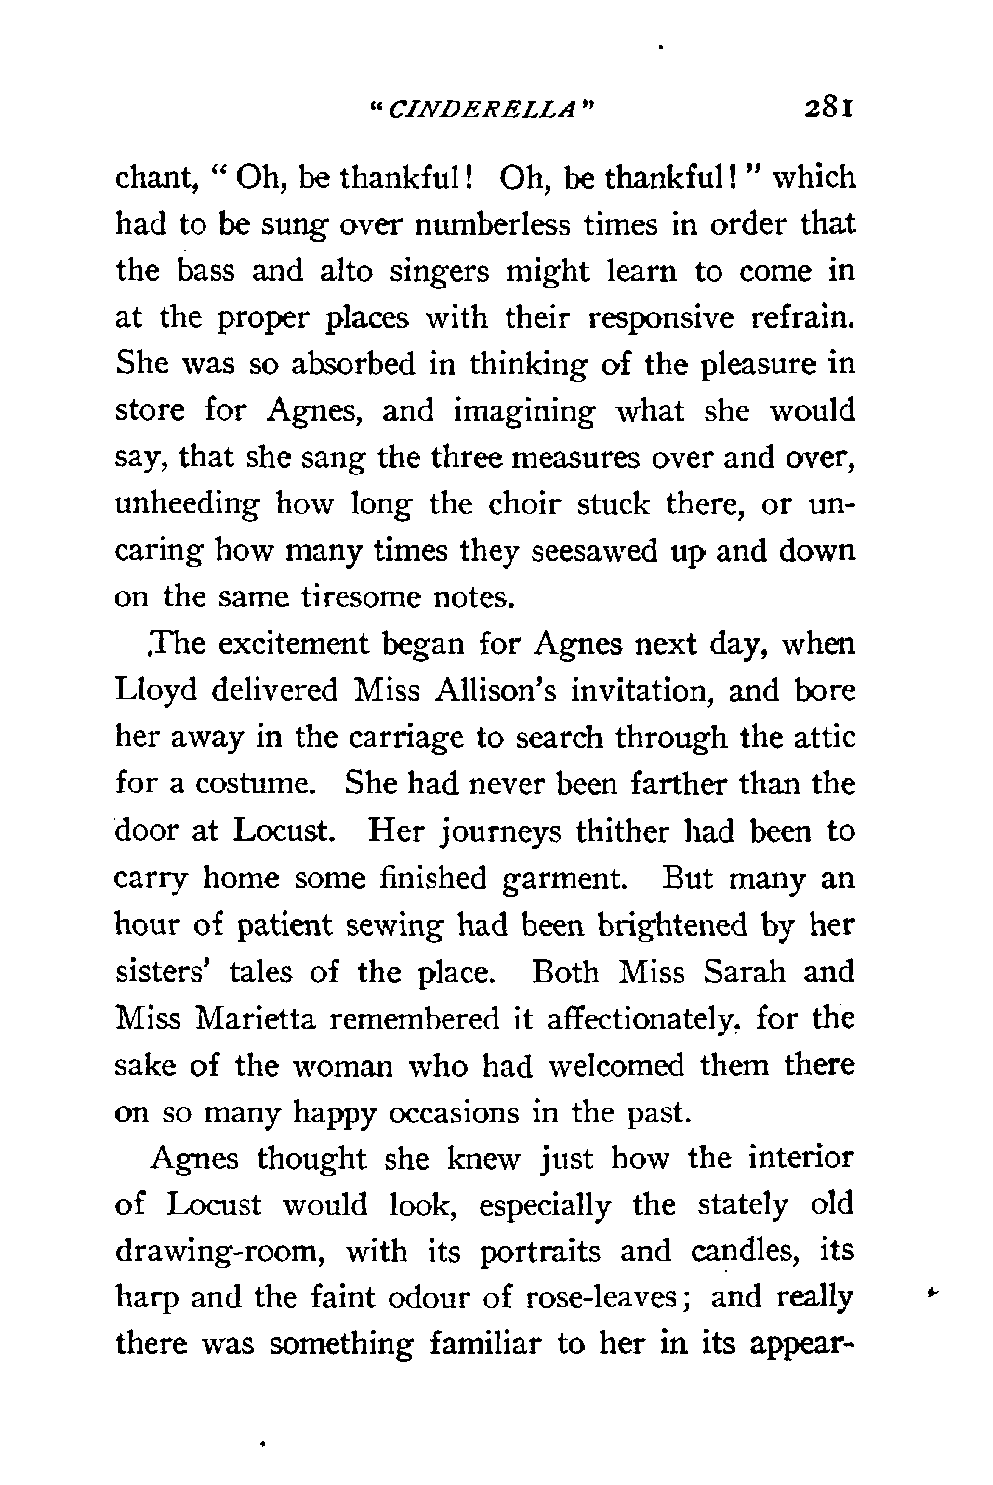 " CINDERELLA " 281
chant, " Oh, be thankful! Oh, be thankful! " which
had to be sung over numberless times in order that
the bass and alto singers might learn to come in
at the proper places with their responsive refrain.
She was so absorbed in thinking of the pleasure in
store for Agnes, and imagining what she would
say, that she sang the three measures over and over,
unheeding how long the choir stuck there, or un-
caring how many times they seesawed up and down
on the same tiresome notes.
The excitement began for Agnes next day, when
Lloyd delivered Miss Allison's invitation, and bore
her away in the carriage to search through the attic
for a costume. She had never been farther than the
door at Locust. Her journeys thither had been to
carry home some finished garment. But many an
hour of patient sewing had been brightened by her
sisters' tales of the place. Both Miss Sarah and
Miss Marietta remembered it affectionately, for the
sake of the woman who had welcomed them there
on so many happy occasions in the past.
Agnes thought she knew just how the interior
of Locust would look, especially the stately old
drawing-room, with its portraits and candles, its
harp and the faint odour of rose-leaves; and really
there was something familiar to her in its appear-